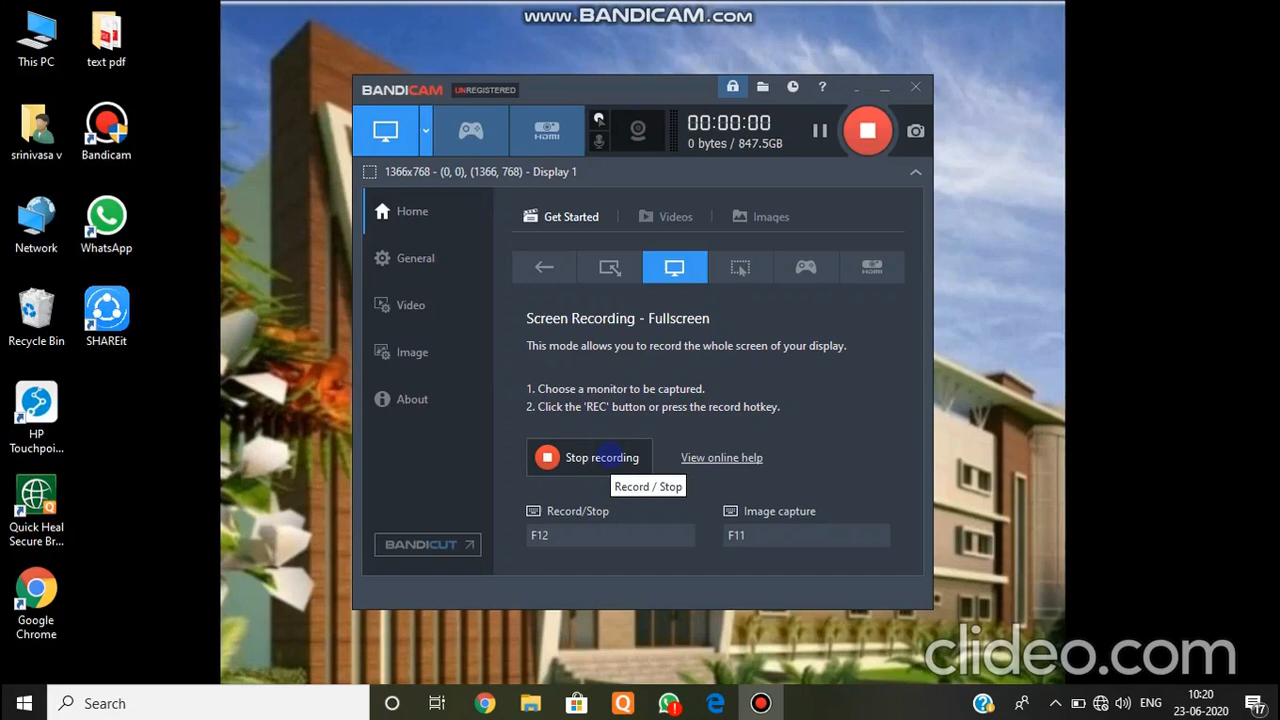 www.BANDICAM.com
This PC
text pdf
srinivasa v
Bandicam
Network
WhatsApp
Recycle Bin
SHAREit
HP
Touchpoi...
Quick Heal
Secure Br...
Google
Chrome
BANDICAM UNREGISTERED
?
HDMI
00:00:00
0 bytes / 847.5GB
1366x768 - (0, 0), (1366, 768) - Display 1
Home
General
Video
Image
About
BANDICUT
Get Started
Videos
Images
HDMI
Screen Recording - Fullscreen
This mode allows you to record the whole screen of your display.
1. Choose a monitor to be captured.
2. Click the 'REC' button or press the record hotkey.
Stop recording
View online help
Record / Stop
Record/Stop
Image capture
F12
F11
clideo.com
Search
ENG
10:20
23-06-2020
17